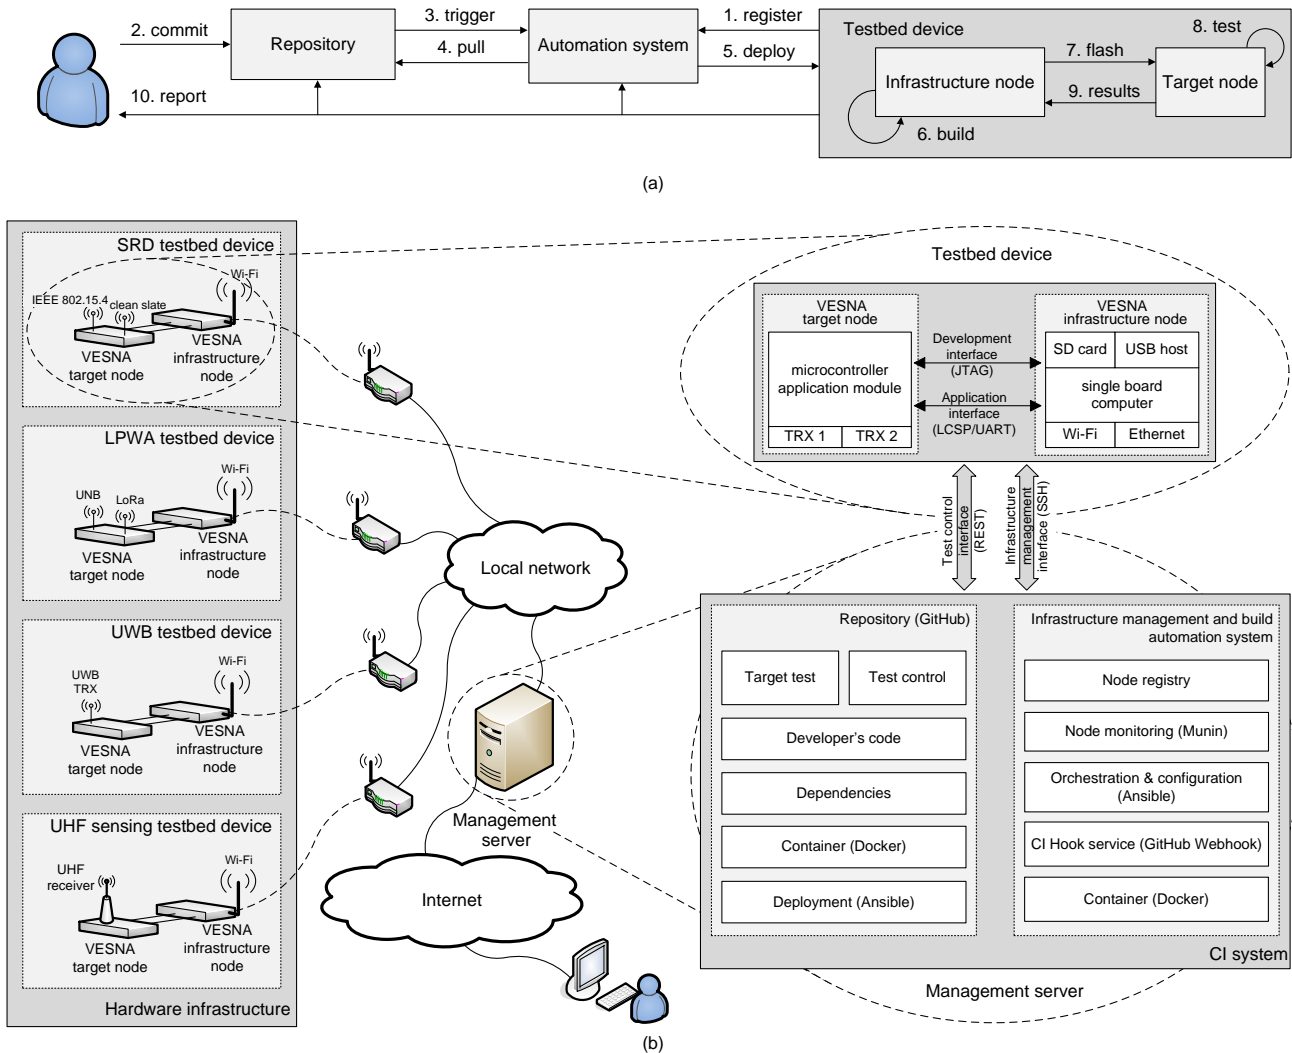 2. commit
Repository
3. trigger
4. pull
Automation system
1. register
5. deploy
Testbed device
Infrastructure node
6. build
7. flash
9. results
8. test
Target node
10. report
(a)
SRD testbed device
Wi-Fi
IEEE 802.15.4
clean slate
VESNA
target node
VESNA
infrastructure
node
LPWA testbed device
Wi-Fi
UNB
LoRa
VESNA
target node
VESNA
infrastructure
node
UWB testbed device
Wi-Fi
UWB
TRX
VESNA
target node
VESNA
infrastructure
node
UHF sensing testbed device
Wi-Fi
UHF
receiver
VESNA
target node
VESNA
infrastructure
node
Hardware infrastructure
Local network
Management
server
Internet
Testbed device
VESNA
target node
microcontroller
application module
TRX 1
TRX 2
Development
interface
(JTAG)
Application
interface
(LCSP/UART)
VESNA
infrastructure node
SD card
USB host
single board
computer
Wi-Fi
Ethernet
Test control
interface
(REST)
Infrastructure
management
interface (SSH)
Repository (GitHub)
Target test
Test control
Developer's code
Dependencies
Container (Docker)
Deployment (Ansible)
Infrastructure management and build
automation system
Node registry
Node monitoring (Munin)
Orchestration & configuration
(Ansible)
CI Hook service (GitHub Webhook)
Container (Docker)
CI system
Management server
(b)